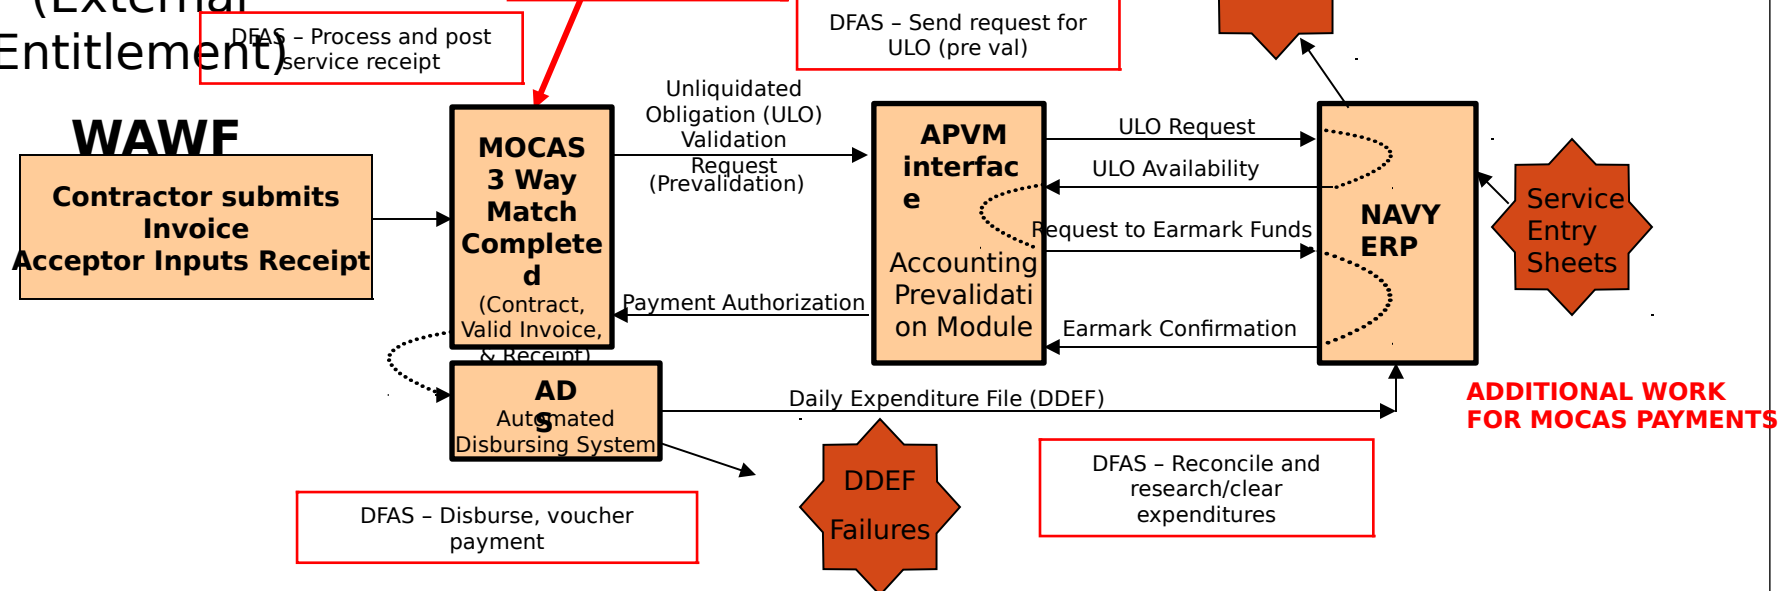 (External
Entitlement)
DFAS – Process and post
service receipt
DFAS – Send request for
ULO (pre val)
WAWF
Contractor submits
Invoice
Acceptor Inputs Receipt
MOCAS
3 Way
Match
Complete
d
(Contract,
Valid Invoice,
& Receipt)
Unliquidated
Obligation (ULO)
Validation
Request
(Prevalidation)
Payment Authorization
APVM
interfac
e
Accounting
Prevalidati
on Module
ULO Request
ULO Availability
Request to Earmark Funds
Earmark Confirmation
NAVY
ERP
Service
Entry
Sheets
ADS
Automated
Disbursing System
Daily Expenditure File (DDEF)
ADDITIONAL WORK
FOR MOCAS PAYMENTS
DDEF
Failures
DFAS – Reconcile and
research/clear
expenditures
DFAS – Disburse, voucher
payment